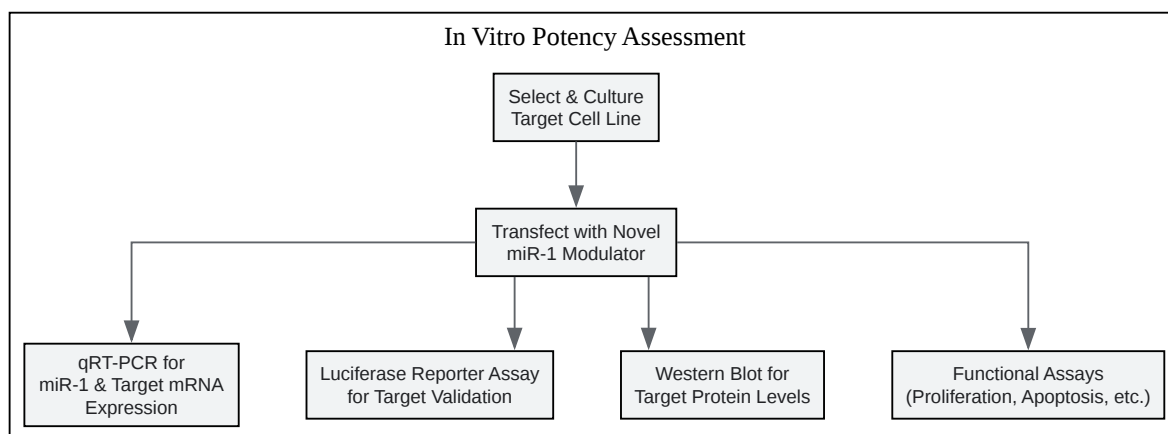 In Vitro Potency Assessment
Select & Culture
Target Cell Line
Transfect with Novel
miR-1 Modulator
qRT-PCR for
miR-1 & Target mRNA
Expression
Luciferase Reporter Assay
for Target Validation
Western Blot for
Target Protein Levels
Functional Assays
(Proliferation, Apoptosis, etc.)